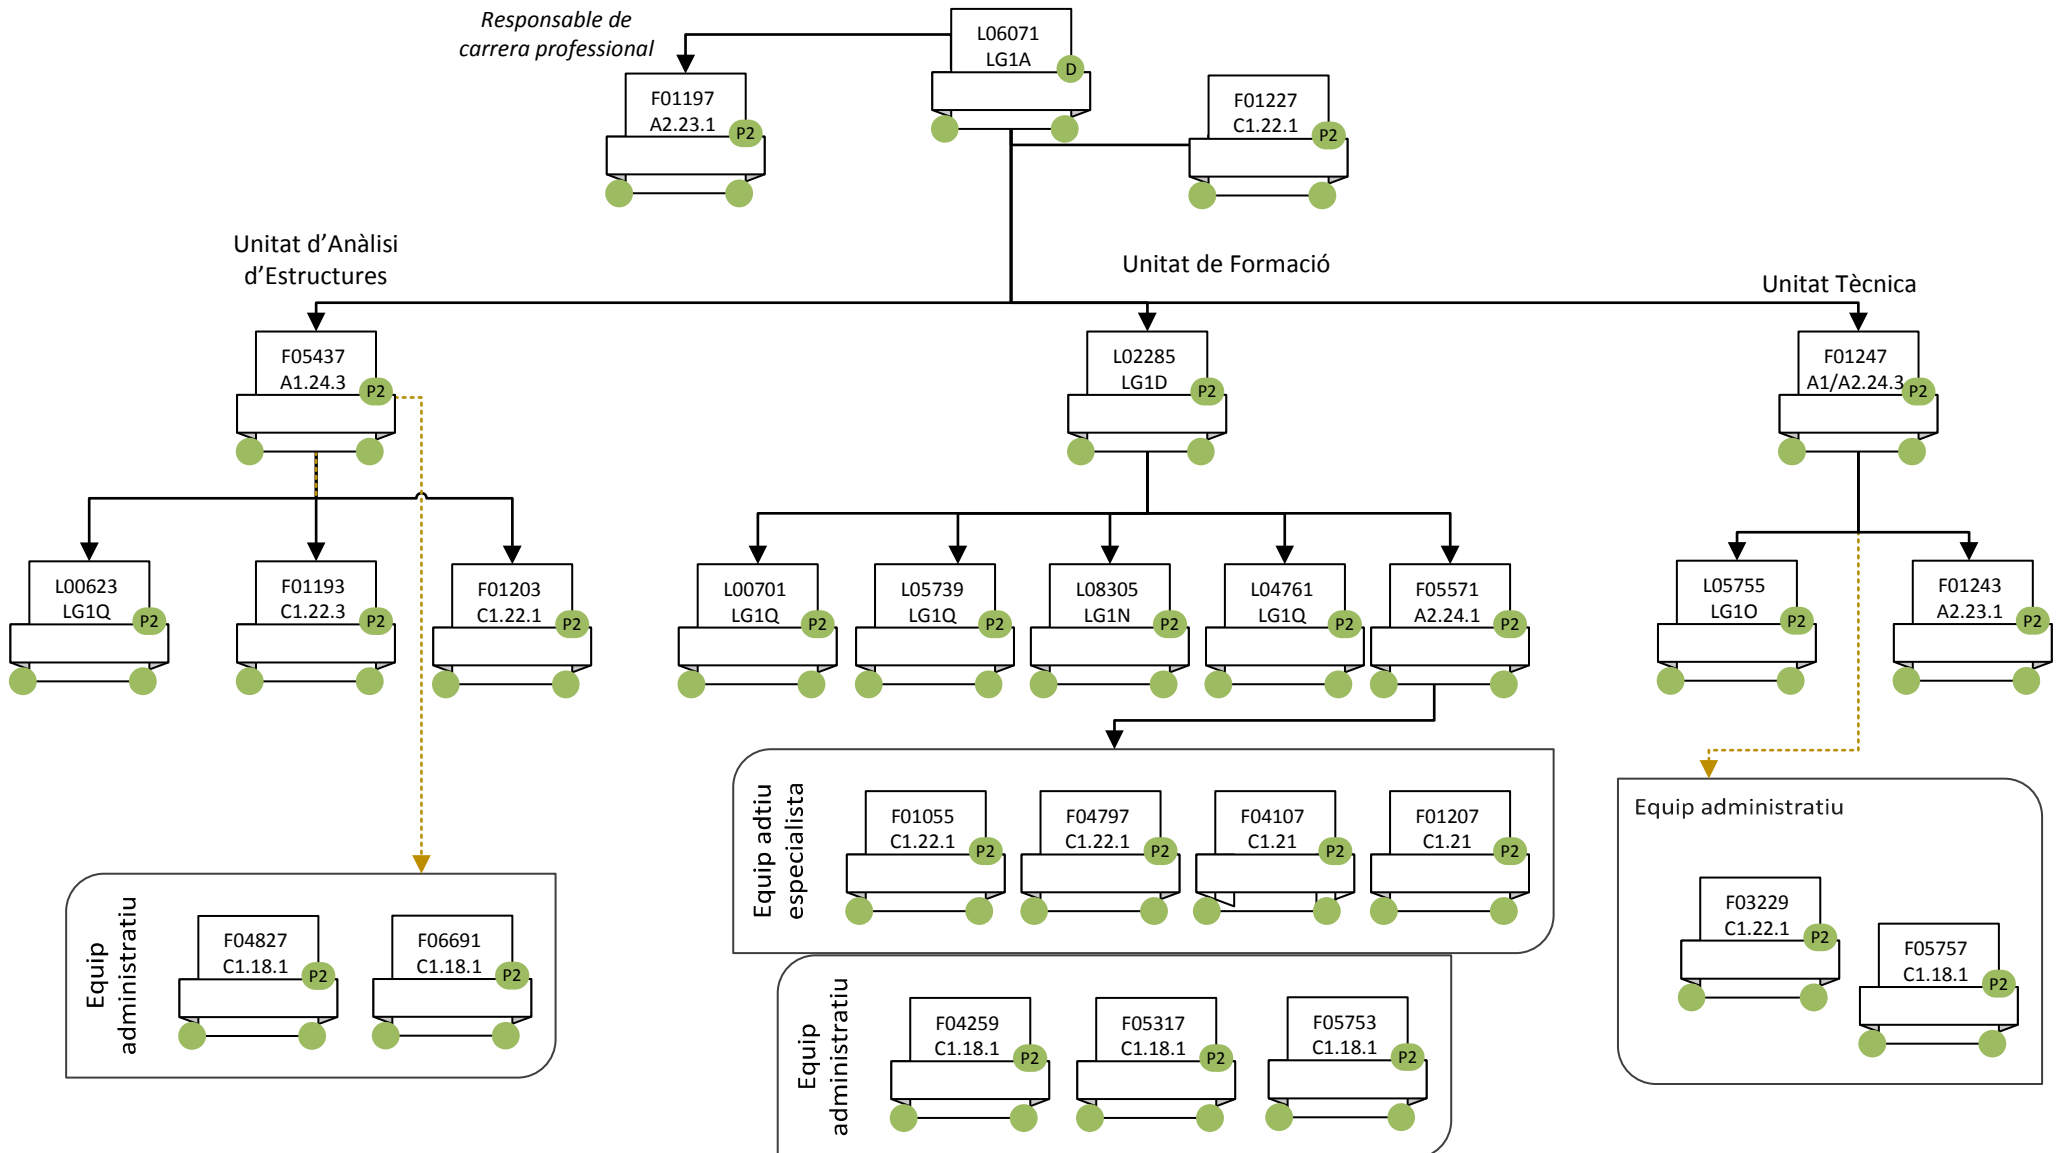 Responsable de
carrera professional
L06071
LG1A
D
F01197
A2.23.1
P2
F01227
C1.22.1
P2
Unitat d'Anàlisi
d'Estructures
Unitat de Formació
Unitat Tècnica
F05437
A1.24.3
P2
L02285
LG1D
P2
F01247
A1/A2.24.3
P2
L00623
LG1Q
P2
F01193
C1.22.3
P2
F01203
C1.22.1
P2
L00701
LG1Q
P2
L05739
LG1Q
P2
L08305
LG1N
P2
L04761
LG1Q
P2
F05571
A2.24.1
P2
L05755
LG1O
P2
F01243
A2.23.1
P2
Equip adtiu
especialista
F01055
C1.22.1
P2
F04797
C1.22.1
P2
F04107
C1.21
P2
F01207
C1.21
P2
Equip administratiu
F03229
C1.22.1
P2
F05757
C1.18.1
P2
Equip
administratiu
F04827
C1.18.1
P2
F06691
C1.18.1
P2
Equip
administratiu
F04259
C1.18.1
P2
F05317
C1.18.1
P2
F05753
C1.18.1
P2